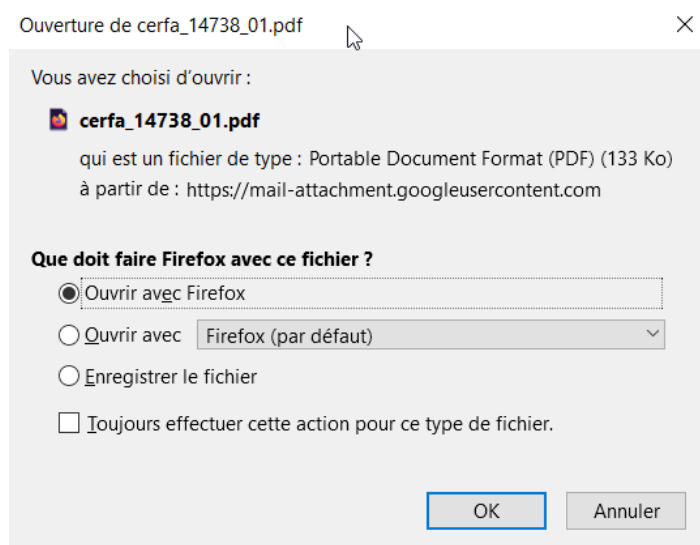 Ouverture de cerfa_14738_01.pdf
Vous avez choisi d'ouvrir :
cerfa_14738_01.pdf
qui est un fichier de type : Portable Document Format (PDF) (133 Ko)
à partir de : https://mail-attachment.googleusercontent.com
Que doit faire Firefox avec ce fichier ?
Ouvrir avec Firefox
Ouvrir avec Firefox (par défaut)
Enregistrer le fichier
Toujours effectuer cette action pour ce type de fichier.
OK Annuler